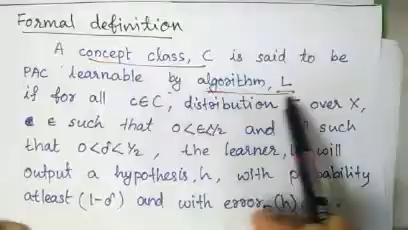 Formal definition
A concept class, C is said to be
PAC learnable by algorithm, L
if for all c∈C, distribution over X,
∈ such that 0<∈<1/2 and such
that 0<δ<1/2, the learner, will
output a hypothesis, h, with probability
atleast (1-δ) and with error (h)